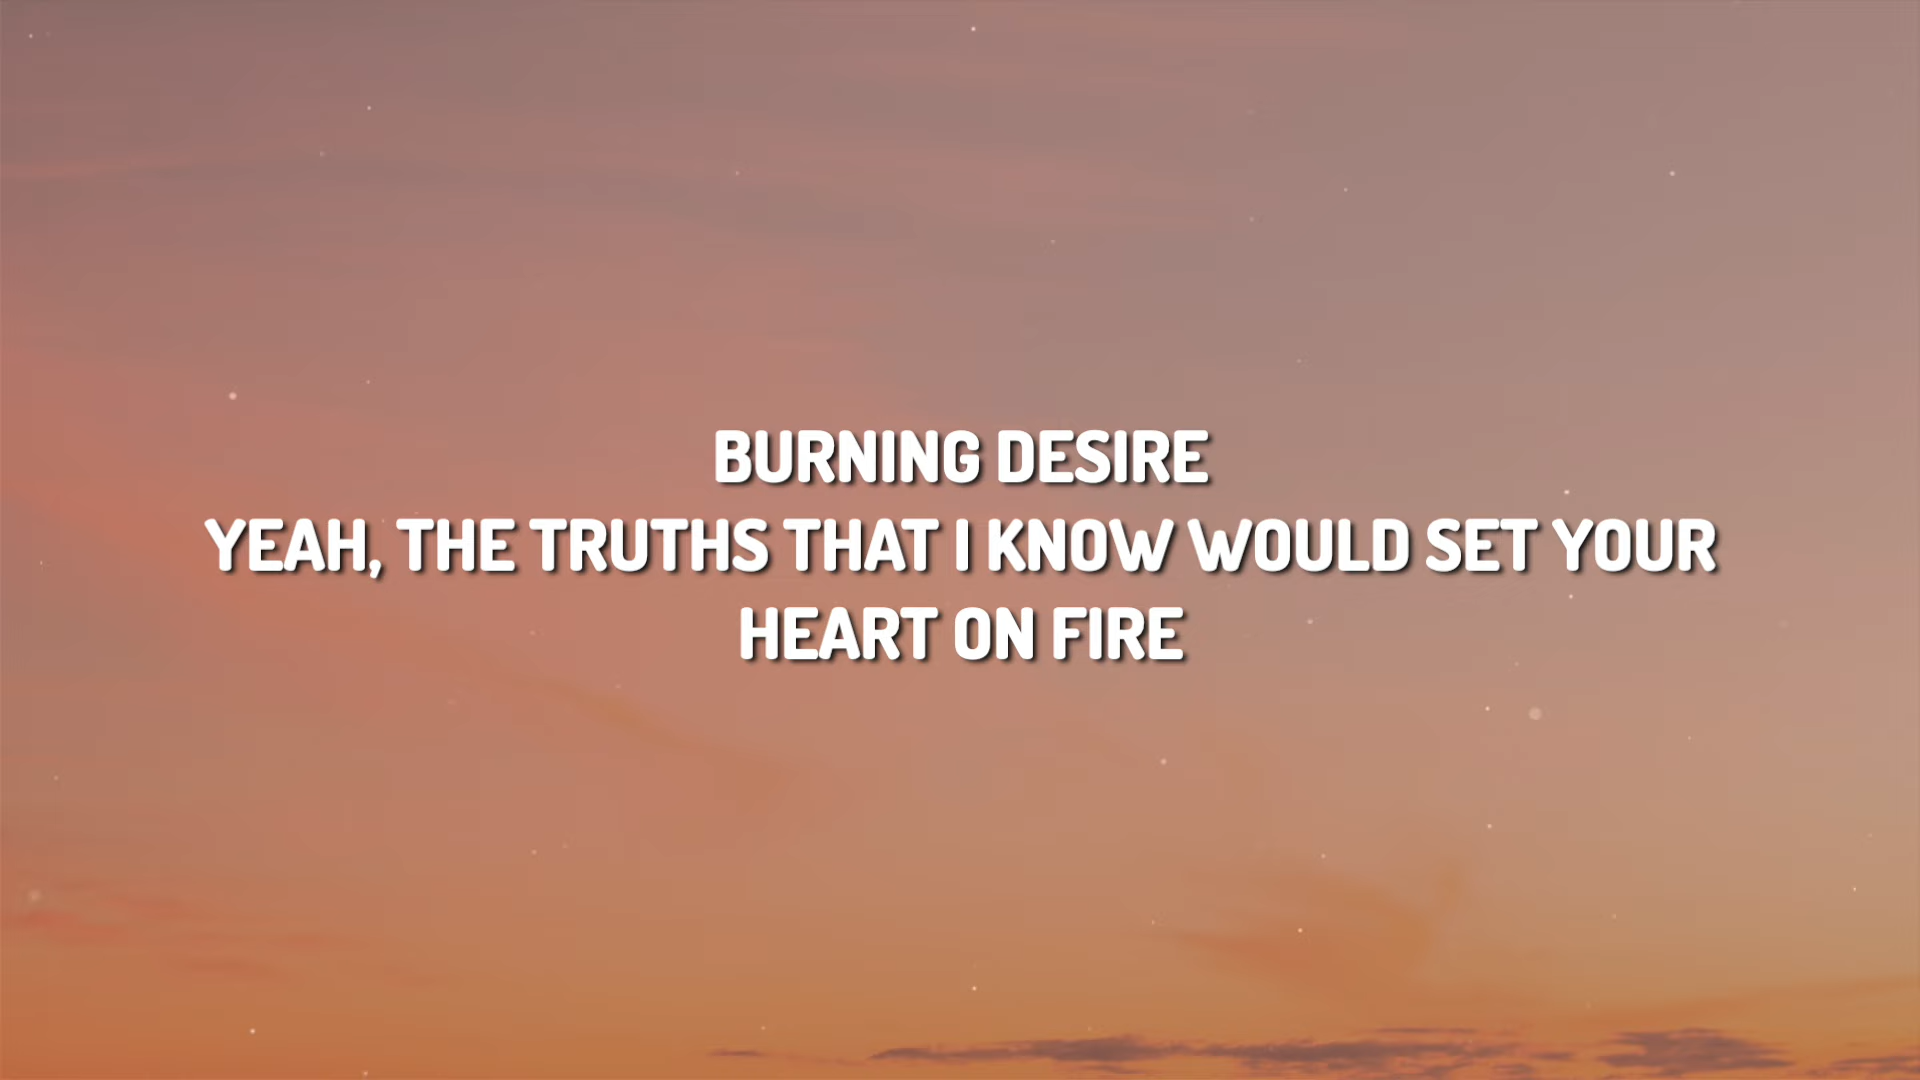 BURNING DESIRE
YEAH, THE TRUTHS THAT I KNOW WOULD SET YOUR
HEART ON FIRE